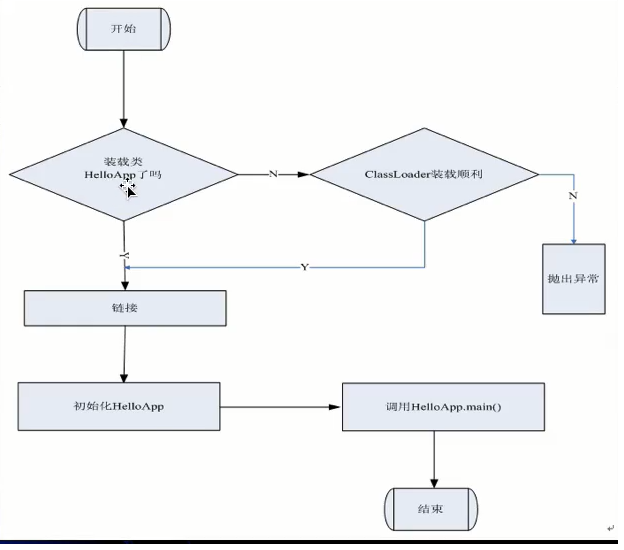 开始
装载类
HelloApp了吗
N
ClassLoader装载顺利
N
Y
Y
抛出异常
链接
初始化HelloApp
调用HelloApp.main()
结束